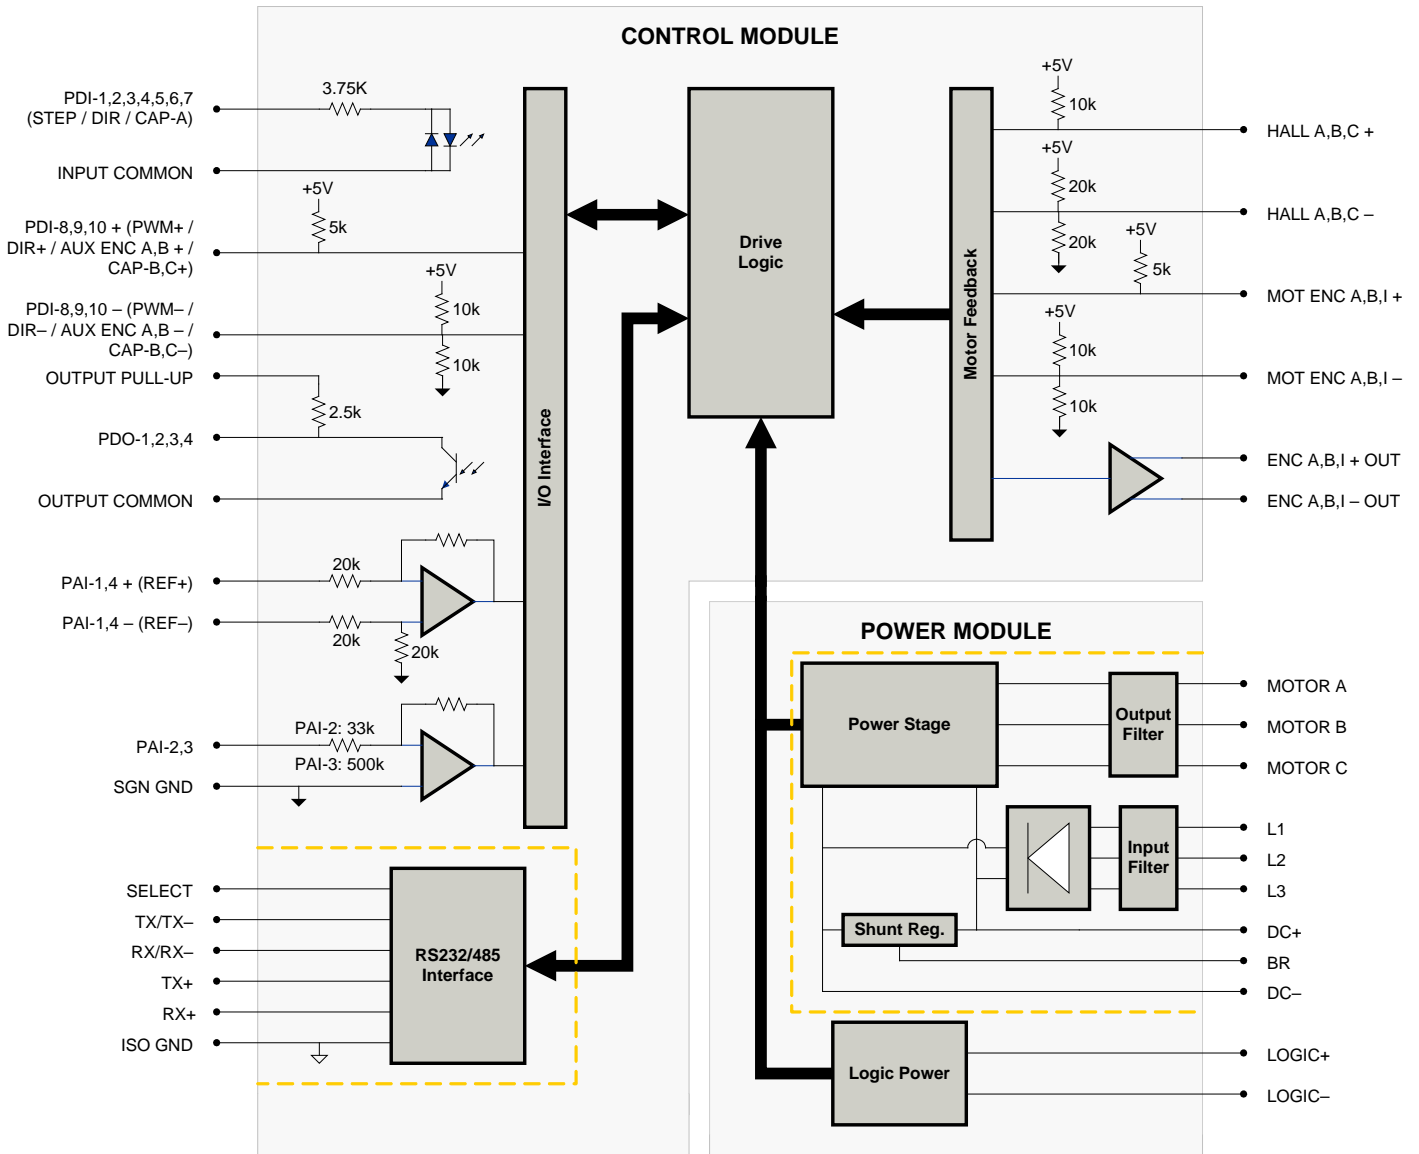 CONTROL MODULE
PDI-1,2,3,4,5,6,7
(STEP / DIR / CAP-A)
3.75K
INPUT COMMON
+5V
5k
PDI-8,9,10 + (PWM+ /
DIR+ / AUX ENC A,B + /
CAP-B,C+)
+5V
10k
10k
PDI-8,9,10 – (PWM– /
DIR– / AUX ENC A,B – /
CAP-B,C–)
OUTPUT PULL-UP
2.5k
PDO-1,2,3,4
OUTPUT COMMON
PAI-1,4 + (REF+)
20k
PAI-1,4 – (REF–)
20k
20k
PAI-2,3
PAI-2: 33k
PAI-3: 500k
SGN GND
I/O Interface
Drive
Logic
Motor Feedback
+5V
10k
HALL A,B,C +
+5V
20k
HALL A,B,C –
20k
+5V
5k
MOT ENC A,B,I +
+5V
10k
MOT ENC A,B,I –
10k
ENC A,B,I + OUT
ENC A,B,I – OUT
SELECT
TX/TX–
RX/RX–
TX+
RX+
ISO GND
RS232/485
Interface
POWER MODULE
Power Stage
Output
Filter
MOTOR A
MOTOR B
MOTOR C
Input
Filter
L1
L2
L3
Shunt Reg.
DC+
BR
DC–
Logic Power
LOGIC+
LOGIC–